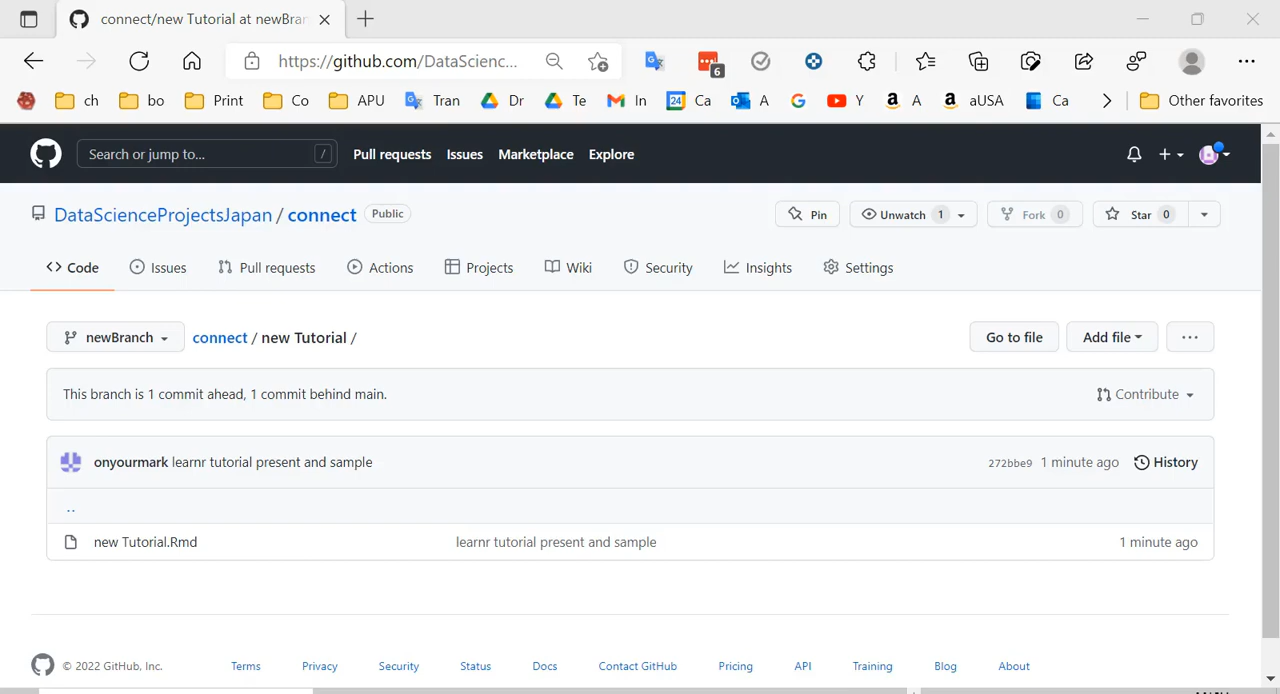 connect/new Tutorial at newBran
https://github.com/DataScienc...
6
ch
bo
Print
Co
APU
Tran
Dr
Te
In
24
Ca
A
Y
A
aUSA
Ca
Other favorites
Search or jump to...
/
Pull requests
Issues
Marketplace
Explore
DataScienceProjectsJapan / connect
Public
Pin
Unwatch 1
Fork 0
Star 0
Code
Issues
Pull requests
Actions
Projects
Wiki
Security
Insights
Settings
newBranch
connect / new Tutorial /
Go to file
Add file
This branch is 1 commit ahead, 1 commit behind main.
Contribute
onyourmark learnr tutorial present and sample
272bbe9 1 minute ago
History
..
new Tutorial.Rmd
learnr tutorial present and sample
1 minute ago
© 2022 GitHub, Inc.
Terms
Privacy
Security
Status
Docs
Contact GitHub
Pricing
API
Training
Blog
About